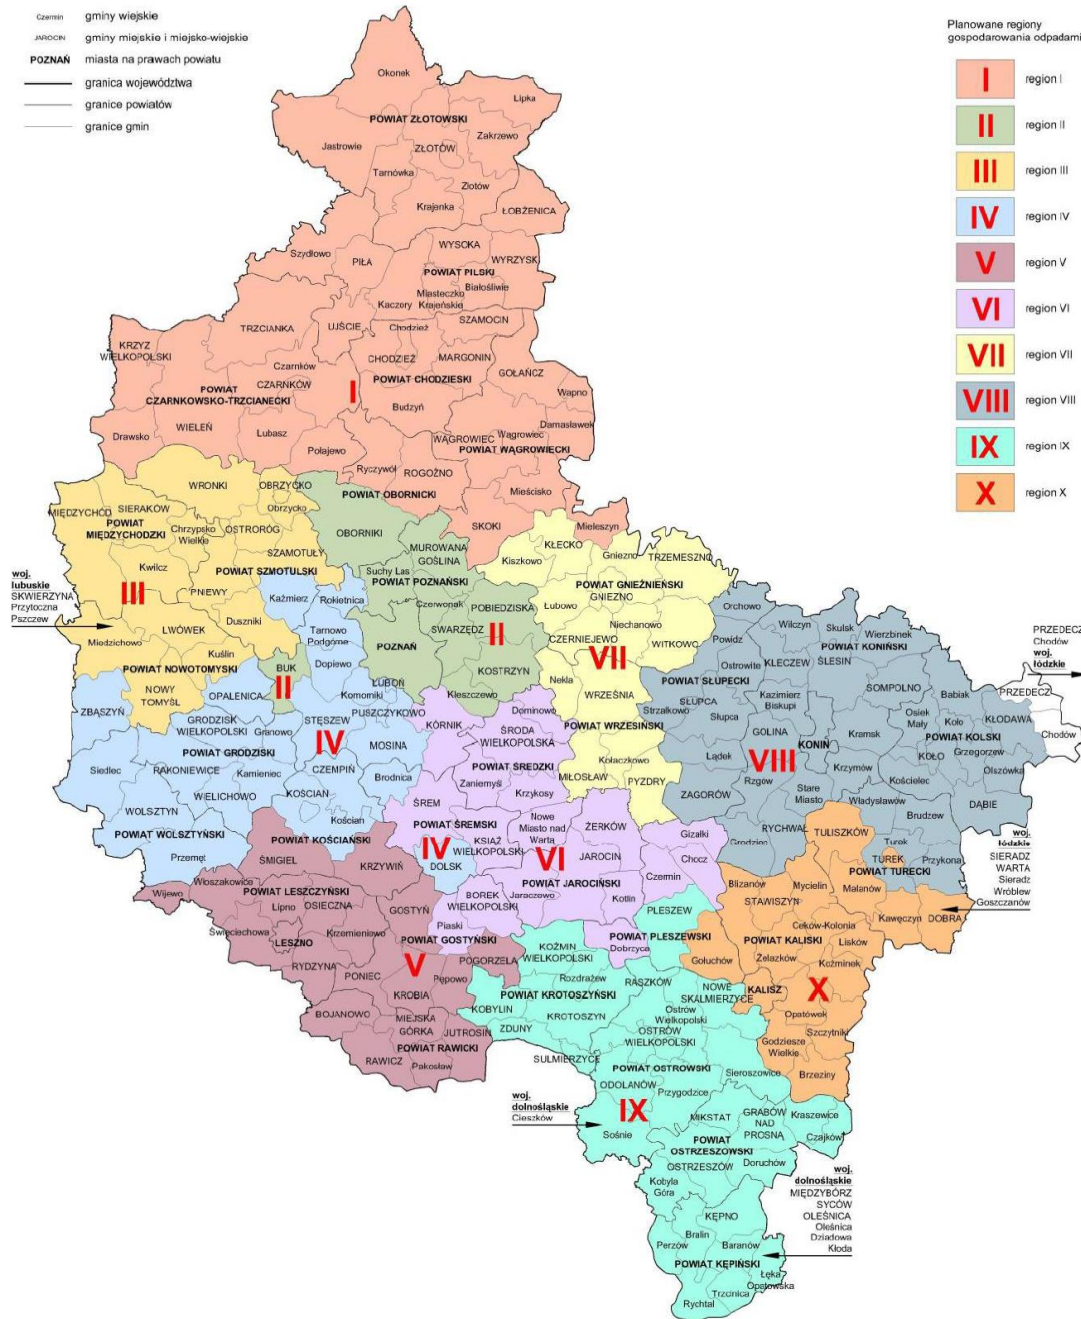 Czermin gminy wiejskie
JAROCIN gminy miejskie i miejsko-wiejskie
POZNAŃ miasta na prawach powiatu
granica województwa
granice powiatów
granice gmin
Planowane regiony
gospodarowania odpadami
I region I
II region II
III region III
IV region IV
V region V
VI region VI
VII region VII
VIII region VIII
IX region IX
X region X
Okonek
Lipka
POWIAT ZŁOTOWSKI
Zakrzewo
Jastrowie
ZŁOTÓW
Tarnówka
Złotów
Krajenka
ŁOBŻENICA
Szydłowo
PIŁA
WYSOKA
WYRZYSK
POWIAT PILSKI
Białośliwie
Miasteczko
Krajeńskie
Kaczory
TRZCIANKA
UJŚCIE
Chodzież
SZAMOCIN
KRZYŻ
WIELKOPOLSKI
CHODZIEŻ
MARGONIN
GOŁAŃCZ
Czarnków
POWIAT
CZARNKOWSKO-TRZCIANECKI
CZARNKÓW
I
POWIAT CHODZIESKI
Wapno
Budzyń
Damasławek
Drawsko
WIELEŃ
Lubasz
Połajewo
WĄGROWIEC
Wągrowiec
POWIAT WĄGROWIECKI
Ryczywół
ROGOŹNO
Mieścisko
POWIAT OBORNICKI
SKOKI
Mieleszyn
WRONKI
OBRZYCKO
Obrzycko
MIĘDZYCHÓD
SIERAKÓW
POWIAT
MIĘDZYCHODZKI
Chrzypsko
Wielkie
OSTRORÓG
SZAMOTUŁY
Kwilcz
POWIAT SZMOTULSKI
III
PNIEWY
OBORNIKI
MUROWANA
GOŚLINA
Suchy Las
POWIAT POZNAŃSKI
Czerwonak
POBIEDZISKA
SWARZĘDZ
II
POZNAŃ
KOSTRZYN
Kleszczewo
Kiszkowo
KŁECKO
Gniezno
TRZEMESZNO
POWIAT GNIEŹNIEŃSKI
GNIEZNO
Łubowo
Niechanowo
CZERNIEJEWO
WITKOWO
VII
Nekla
WRZEŚNIA
POWIAT WRZESIŃSKI
Kołaczkowo
MIŁOSŁAW
PYZDRY
woj.
lubuskie
SKWIERZYNA
Przytoczna
Pszczew
Miedzichowo
LWÓWEK
Duszniki
Kuślin
POWIAT NOWOTOMYSKI
NOWY
TOMYŚL
Kaźmierz
Rokietnica
Tarnowo
Podgórne
Dopiewo
BUK
II
LUBOŃ
Komorniki
OPALENICA
ZBĄSZYŃ
GRODZISK
WIELKOPOLSKI
Granowo
STĘSZEW
PUSZCZYKOWO
IV
MOSINA
POWIAT GRODZISKI
Siedlec
RAKONIEWICE
Kamieniec
CZEMPIŃ
Brodnica
WIELICHOWO
KOŚCIAN
Kościan
WOLSZTYN
POWIAT WOLSZTYŃSKI
Przemęt
POWIAT KOŚCIAŃSKI
KÓRNIK
Dominowo
ŚRODA
WIELKOPOLSKA
POWIAT ŚREDZKI
Zaniemyśl
Krzykosy
ŚREM
Nowe
Miasto nad
Wartą
ŻERKÓW
POWIAT ŚREMSKI
KSIĄŻ
WIELKOPOLSKI
IV
DOLSK
VI
JAROCIN
POWIAT JAROCIŃSKI
Jaraczewo
Kotlin
BOREK
WIELKOPOLSKI
Piaski
Gizałki
Chocz
Czermin
POWIAT PLESZEWSKI
Dobrzyca
Orchowo
Wilczyn
Skulsk
Wierzbinek
Powidz
POWIAT KONIŃSKI
Ostrowite
KLECZEW
ŚLESIN
POWIAT SŁUPECKI
SOMPOLNO
Babiak
SŁUPCA
Kazimierz
Biskupi
Strzałkowo
Słupca
Osiek
Mały
Koło
KŁODAWA
GOLINA
KONIN
Kramsk
POWIAT KOLSKI
Lądek
VIII
KOŁO
Grzegorzew
Rzgów
Krzymów
Kościelec
Olszówka
ZAGORÓW
Stare
Miasto
Władysławów
DĄBIE
Brudzew
RYCHWAŁ
Grodziec
Turek
TUREK
Przykona
POWIAT TURECKI
PRZEDECZ
Chodów
woj.
łódzkie
PRZEDECZ
Chodów
woj.
łódzkie
SIERADZ
WARTA
Sieradz
Wróblew
Goszczanów
TULISZKÓW
Blizanów
Mycielin
Malanów
STAWISZYN
Kawęczyn
DOBRA
Ceków-Kolonia
POWIAT KALISKI
Lisków
Gołuchów
Żelazków
Koźminek
KALISZ
X
Opatówek
Szczytniki
Godziesze
Wielkie
Brzeziny
ŚMIGIEL
KRZYWIŃ
Włoszakowice
Wijewo
POWIAT LESZCZYŃSKI
OSIECZNA
Lipno
GOSTYŃ
Święciechowa
Krzemieniewo
LESZNO
POWIAT GOSTYŃSKI
RYDZYNA
PONIEC
V
POGORZELA
Pępowo
KROBIA
BOJANOWO
MIEJSKA
GÓRKA
JUTROSIN
POWIAT RAWICKI
RAWICZ
Pakosław
PLESZEW
KOŹMIN
WIELKOPOLSKI
Rozdrażew
RASZKÓW
NOWE
SKALMIERZYCE
POWIAT KROTOSZYŃSKI
KOBYLIN
KROTOSZYN
Ostrów
Wielkopolski
ZDUNY
OSTRÓW
WIELKOPOLSKI
SULMIERZYCE
POWIAT OSTROWSKI
Sieroszowice
ODOLANÓW
Przygodzice
IX
MIKSTAT
GRABÓW
NAD
PROSNĄ
Kraszewice
Sośnie
Czajków
POWIAT
OSTRZESZOWSKI
OSTRZESZÓW
Doruchów
Kobyla
Góra
woj.
dolnośląskie
Cieszków
woj.
dolnośląskie
MIĘDZYBÓRZ
SYCÓW
OLEŚNICA
Oleśnica
Dziadowa
Kłoda
KĘPNO
Bralin
Perzów
Baranów
POWIAT KĘPIŃSKI
Łęka
Opatowska
Trzcinica
Rychtal